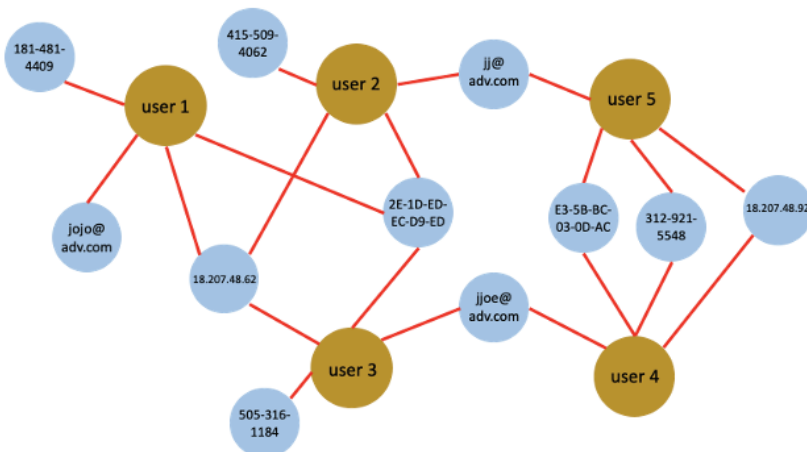 181-481-
4409
415-509-
4062
user 1
user 2
jj@
adv.com
user 5
jojo@
adv.com
2E-1D-ED-
EC-D9-ED
E3-5B-BC-
03-0D-AC
312-921-
5548
18.207.48.92
18.207.48.62
jjoe@
adv.com
user 3
user 4
505-316-
1184